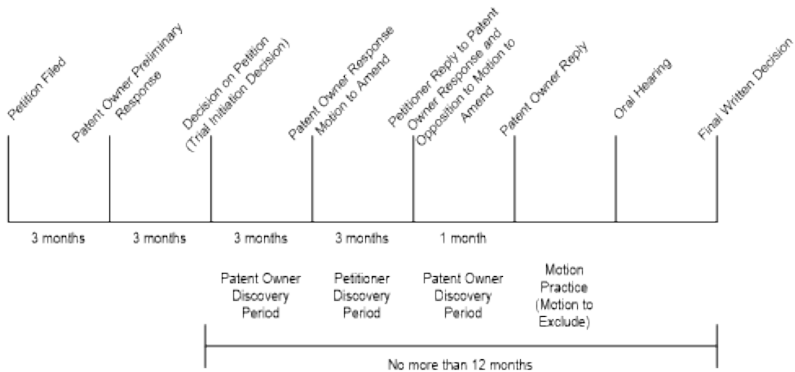 Petition Filed
Patent Owner Preliminary
Response
Decision on Petition
(Trial Initiation Decision)
Patent Owner Response
Motion to Amend
Petitioner Reply to Patent
Owner Response and
Opposition to Motion to
Amend
Patent Owner Reply
Oral Hearing
Final Written Decision
3 months
3 months
3 months
3 months
1 month
Patent Owner
Discovery
Period
Petitioner
Discovery
Period
Patent Owner
Discovery
Period
Motion
Practice
(Motion to
Exclude)
No more than 12 months